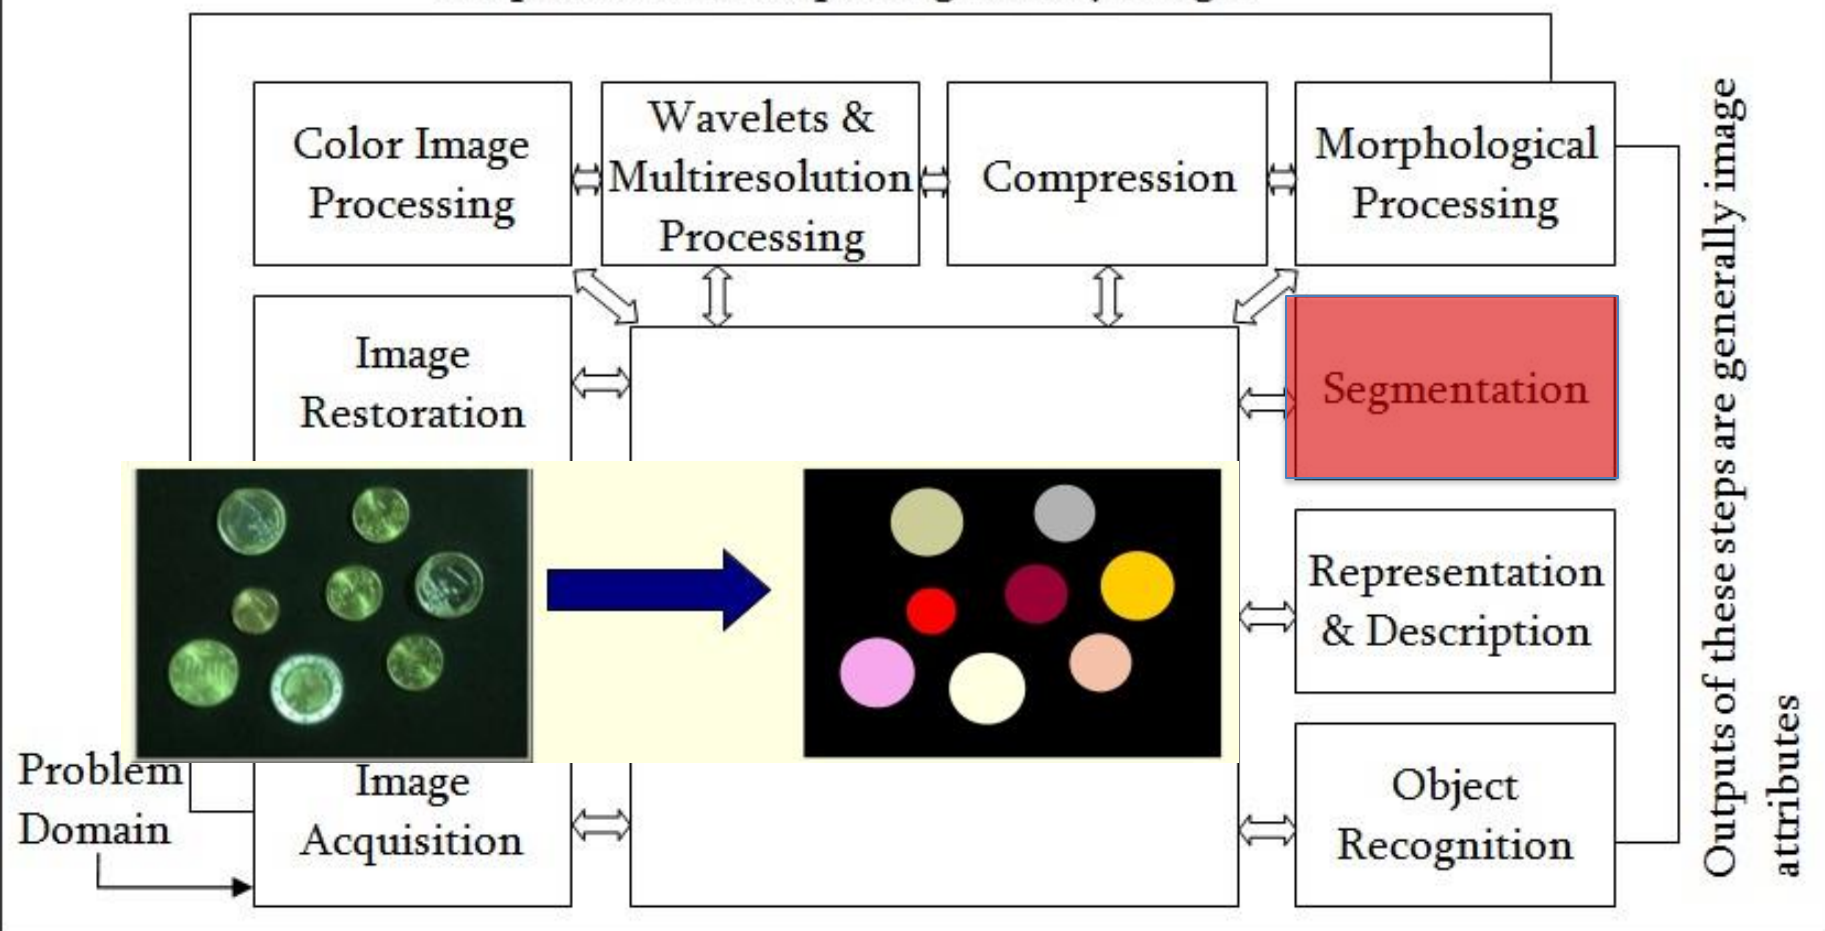 Color Image
Processing
Wavelets &
Multiresolution
Processing
Compression
Morphological
Processing
Image
Restoration
Segmentation
Representation
& Description
Problem
Domain
Image
Acquisition
Object
Recognition
Outputs of these steps are generally image
attributes